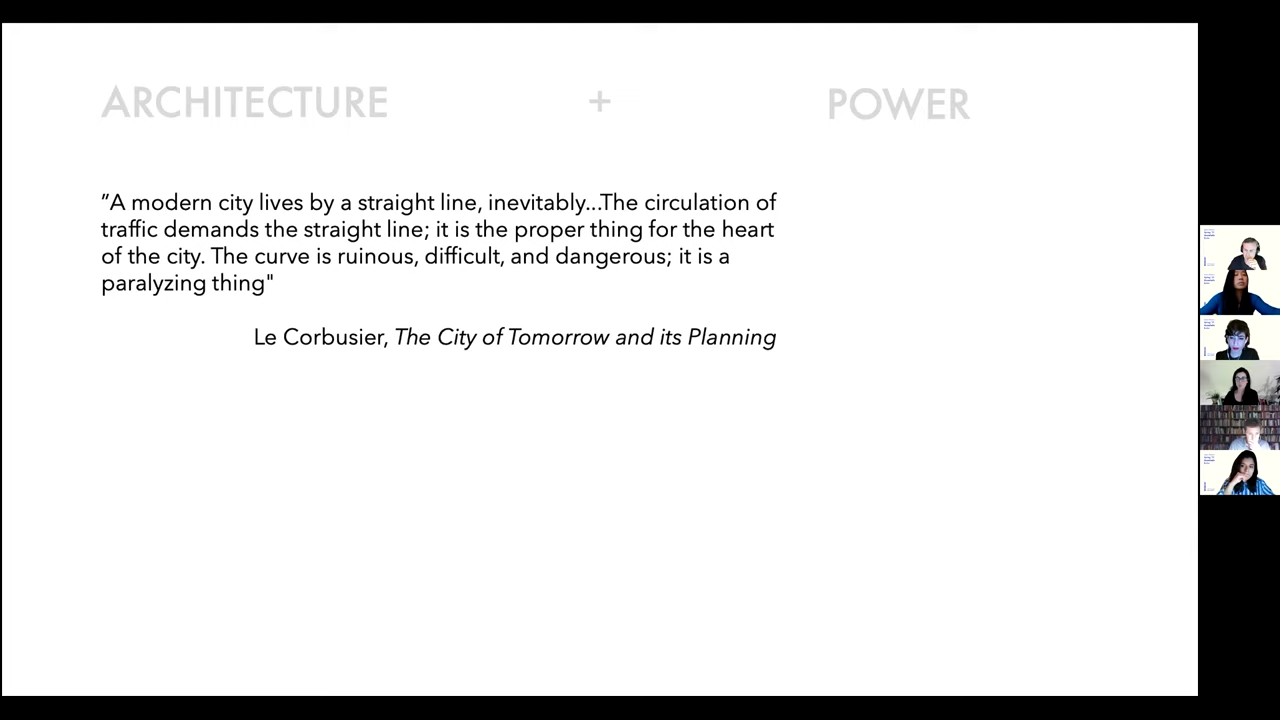 ARCHITECTURE + POWER
"A modern city lives by a straight line, inevitably...The circulation of
traffic demands the straight line; it is the proper thing for the heart
of the city. The curve is ruinous, difficult, and dangerous; it is a
paralyzing thing"
Le Corbusier, The City of Tomorrow and its Planning